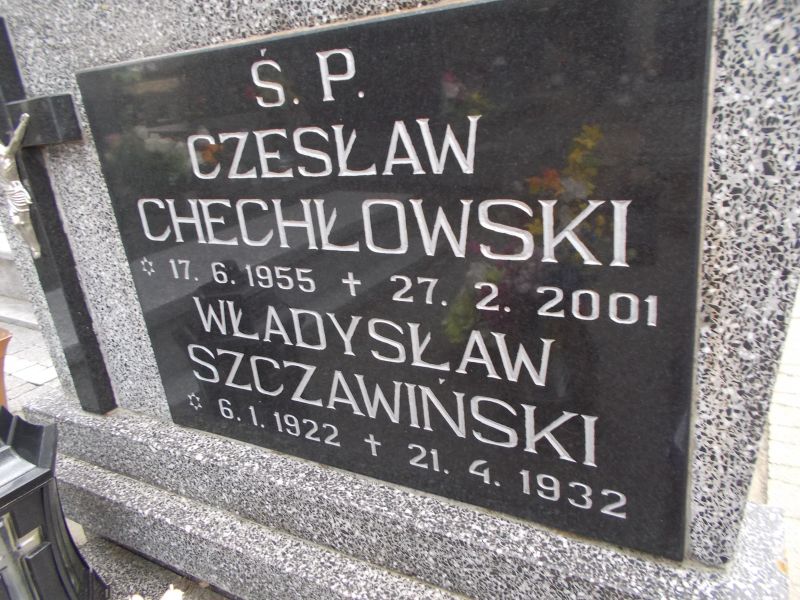 Ś. P.
CZESŁAW
CHECHŁOWSKI
✡ 17. 6. 1955 ✝ 27. 2. 2001
WŁADYSŁAW
SZCZAWIŃSKI
✡ 6. 1. 1922 ✝ 21. 4. 1932